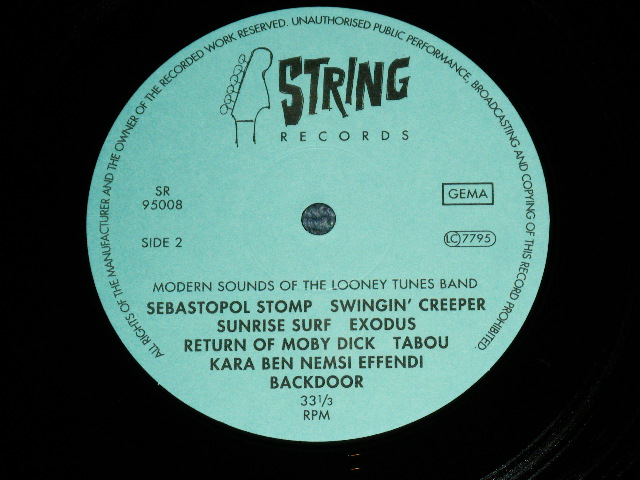 ALL RIGHTS OF THE MANUFACTURER AND THE OWNER OF THE RECORDED WORK RESERVED. UNAUTHORISED PUBLIC PERFORMANCE, BROADCASTING AND COPYING OF THIS RECORD PROHIBITED
STRING
RECORDS
SR
95008
GEMA
SIDE 2
LC 7795
MODERN SOUNDS OF THE LOONEY TUNES BAND
SEBASTOPOL STOMP SWINGIN' CREEPER
SUNRISE SURF EXODUS
RETURN OF MOBY DICK TABOU
KARA BEN NEMSI EFFENDI
BACKDOOR
33 1/3
RPM